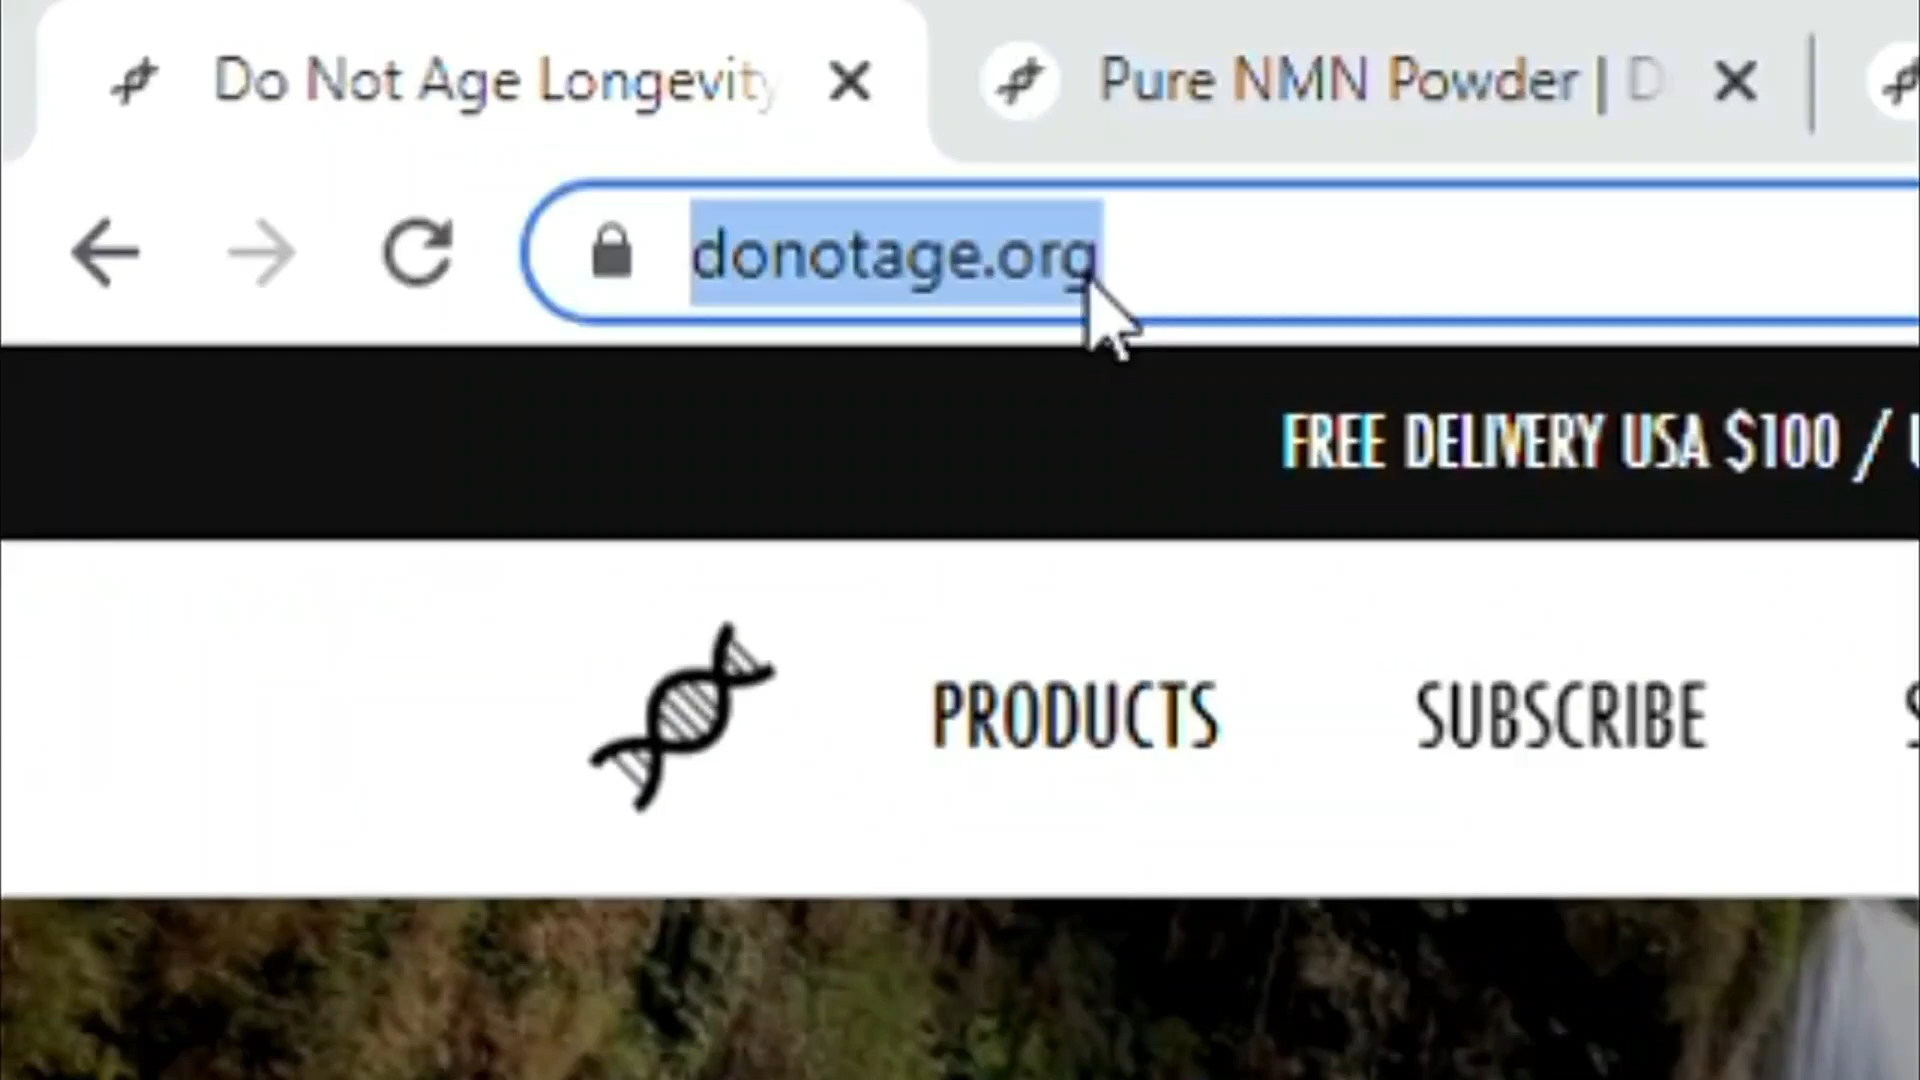 Do Not Age Longevity
Pure NMN Powder | D
donotage.org
FREE DELIVERY USA $100 /
PRODUCTS
SUBSCRIBE